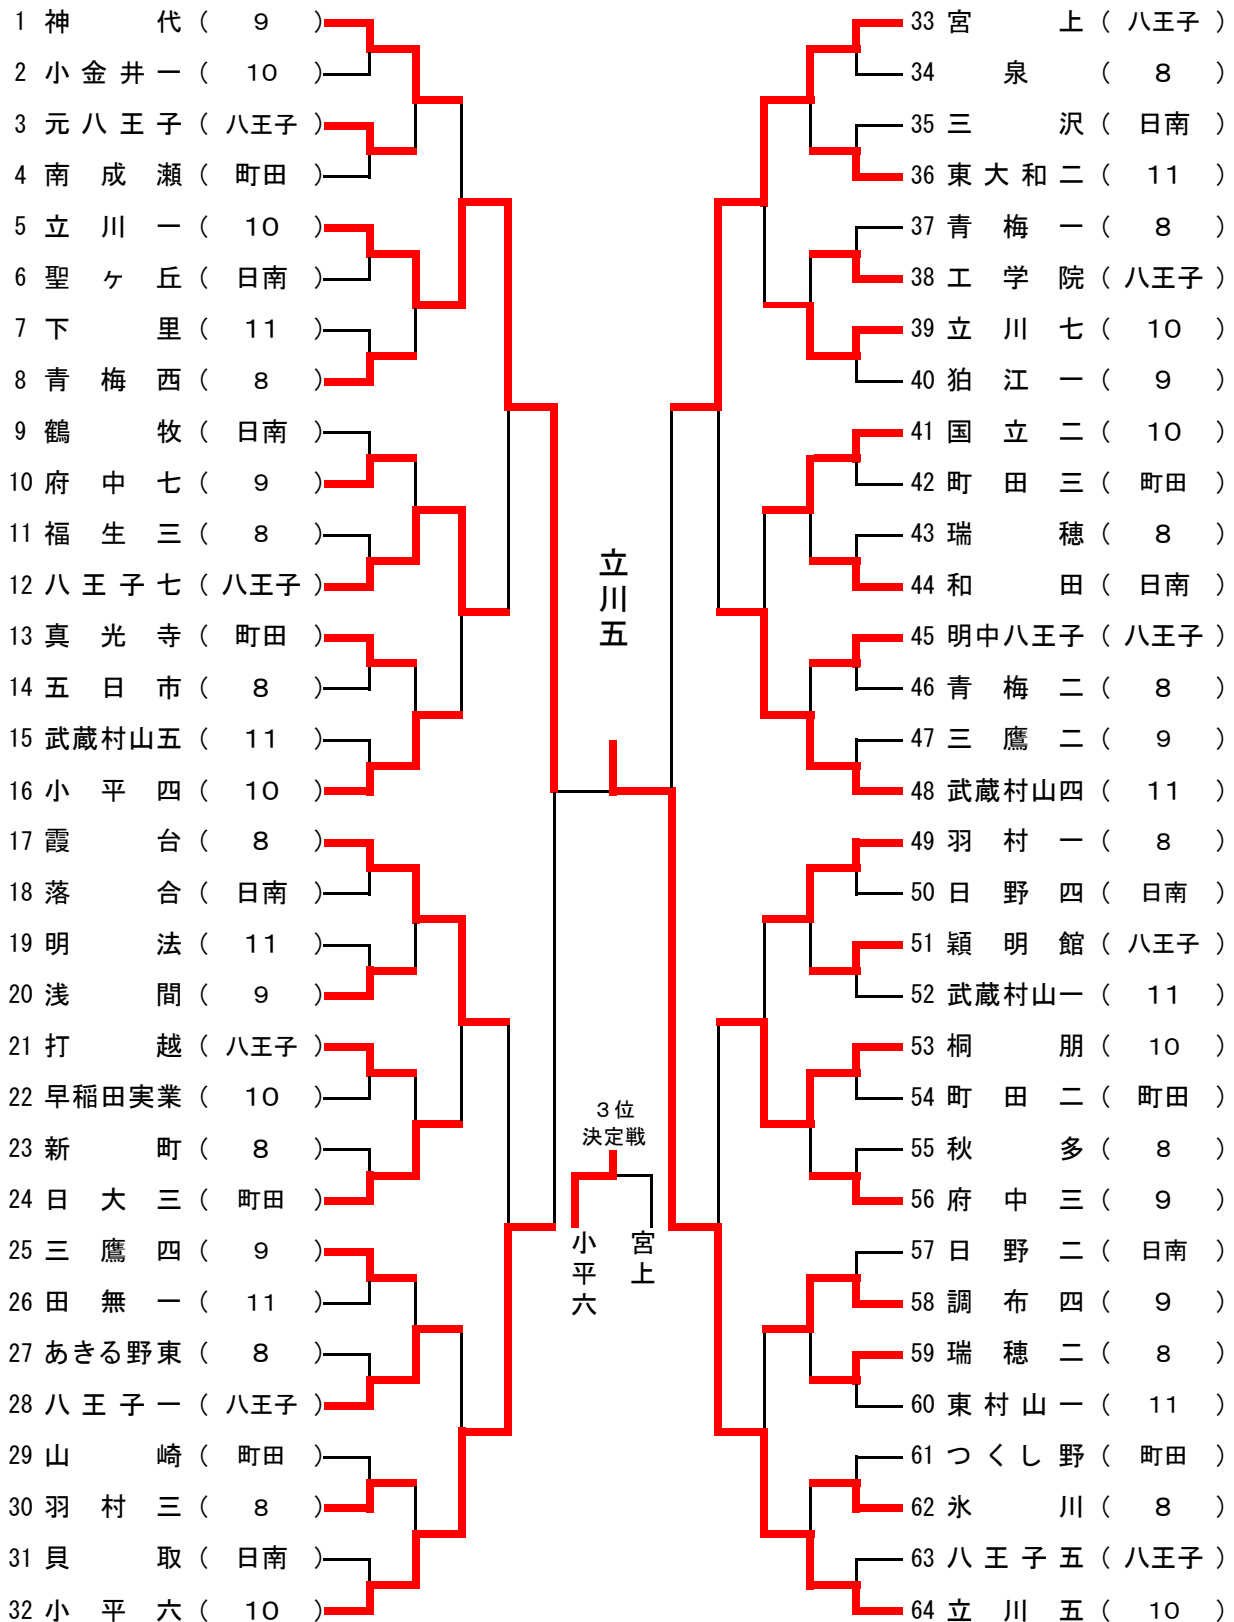 1 神代 ( 9 )
2 小金井一 ( 10 )
3 元八王子 ( 八王子 )
4 南成瀬 ( 町田 )
5 立川一 ( 10 )
6 聖ヶ丘 ( 日南 )
7 下里 ( 11 )
8 青梅西 ( 8 )
9 鶴牧 ( 日南 )
10 府中七 ( 9 )
11 福生三 ( 8 )
12 八王子七 ( 八王子 )
13 真光寺 ( 町田 )
14 五日市 ( 8 )
15 武蔵村山五 ( 11 )
16 小平四 ( 10 )
17 霞台 ( 8 )
18 落合 ( 日南 )
19 明法 ( 11 )
20 浅間 ( 9 )
21 打越 ( 八王子 )
22 早稲田実業 ( 10 )
23 新町 ( 8 )
24 日大三 ( 町田 )
25 三鷹四 ( 9 )
26 田無一 ( 11 )
27 あきる野東 ( 8 )
28 八王子一 ( 八王子 )
29 山崎 ( 町田 )
30 羽村三 ( 8 )
31 貝取 ( 日南 )
32 小平六 ( 10 )
立川五
3位
決定戦
小平六
宮上
33 宮上 ( 八王子 )
34 泉 ( 8 )
35 三沢 ( 日南 )
36 東大和二 ( 11 )
37 青梅一 ( 8 )
38 工学院 ( 八王子 )
39 立川七 ( 10 )
40 狛江一 ( 9 )
41 国立二 ( 10 )
42 町田三 ( 町田 )
43 瑞穂 ( 8 )
44 和田 ( 日南 )
45 明中八王子 ( 八王子 )
46 青梅二 ( 8 )
47 三鷹二 ( 9 )
48 武蔵村山四 ( 11 )
49 羽村一 ( 8 )
50 日野四 ( 日南 )
51 穎明館 ( 八王子 )
52 武蔵村山一 ( 11 )
53 桐朋 ( 10 )
54 町田二 ( 町田 )
55 秋多 ( 8 )
56 府中三 ( 9 )
57 日野二 ( 日南 )
58 調布四 ( 9 )
59 瑞穂二 ( 8 )
60 東村山一 ( 11 )
61 つくし野 ( 町田 )
62 氷川 ( 8 )
63 八王子五 ( 八王子 )
64 立川五 ( 10 )